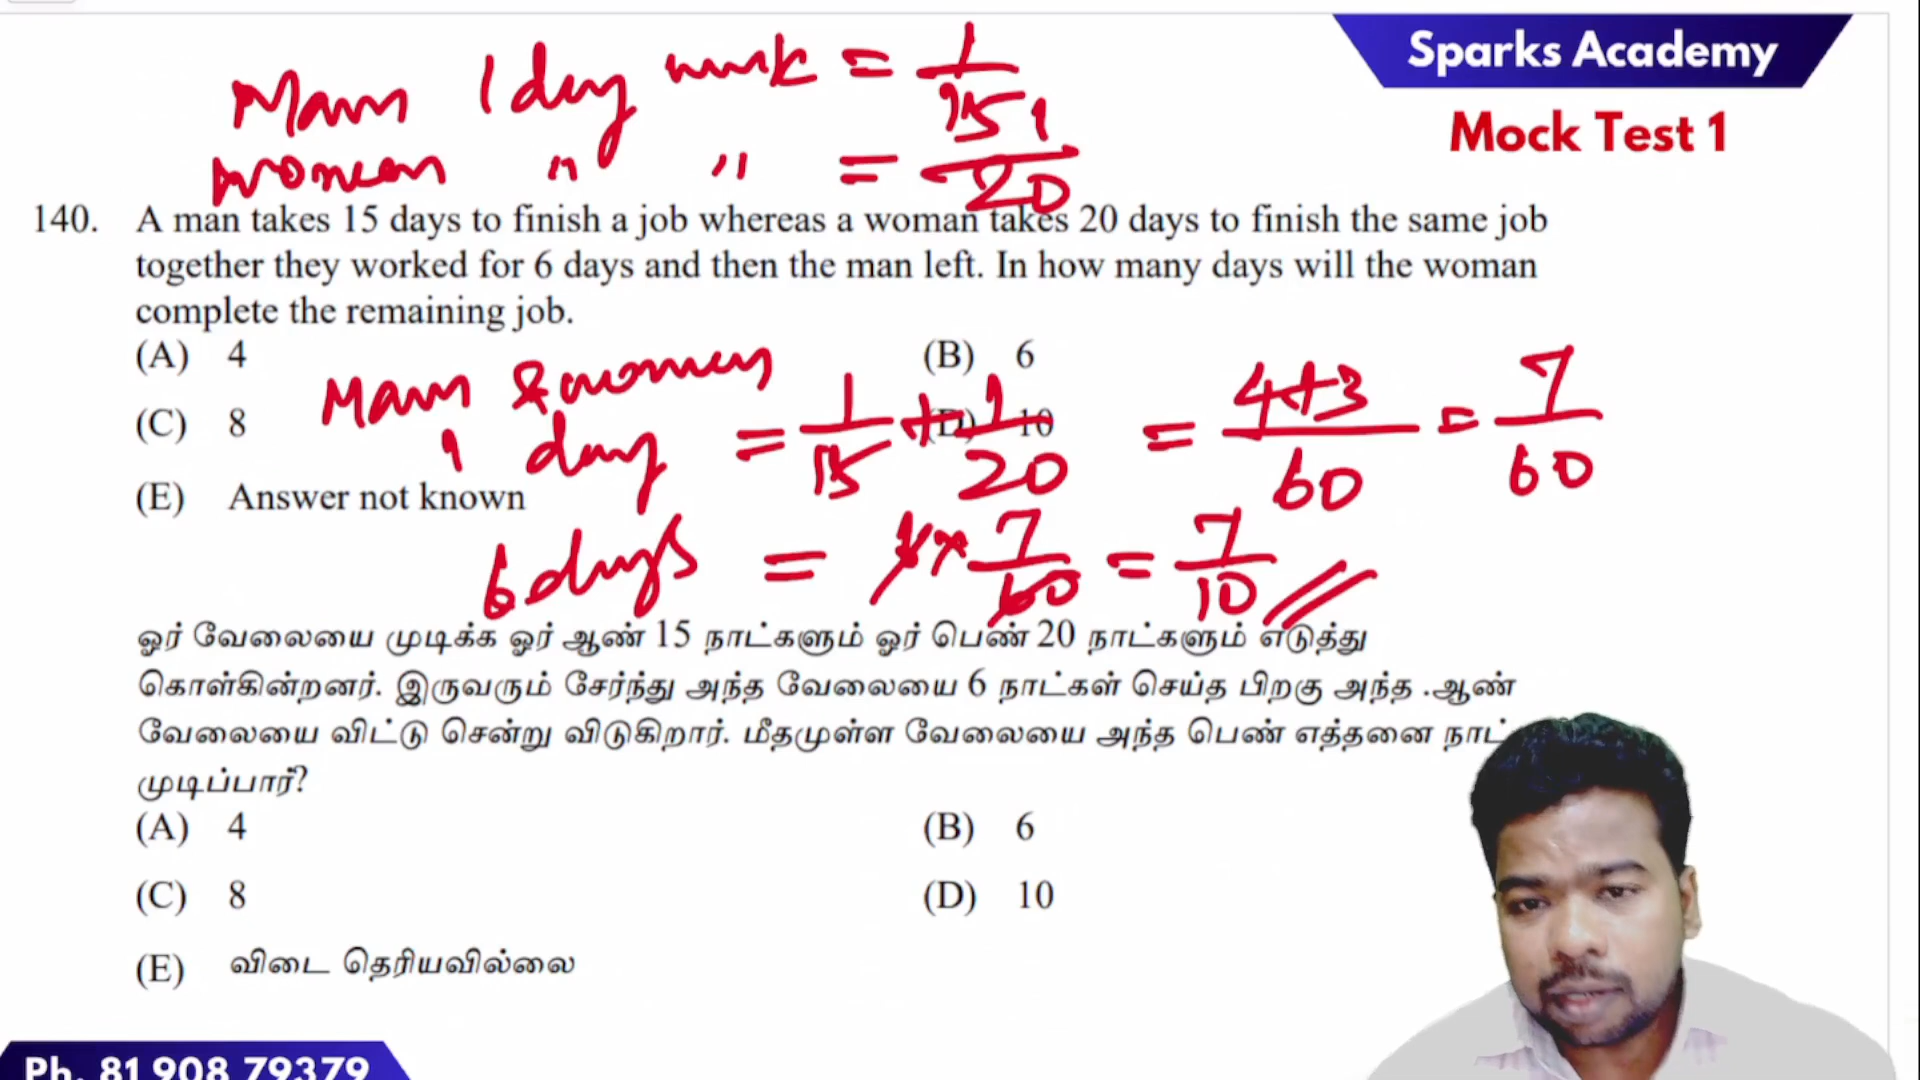 Sparks Academy
Mock Test 1
Man 1 day work = 1/15
women " " = 1/20
140. A man takes 15 days to finish a job whereas a woman takes 20 days to finish the same job
together they worked for 6 days and then the man left. In how many days will the woman
complete the remaining job.
(A) 4
(B) 6
Man & women
1 day = 1/15 + 1/20 = 4+3/60 = 7/60
(C) 8
(D) 10
(E) Answer not known
6 days = 6 × 7/60 = 7/10
ஓர் வேலையை முடிக்க ஓர் ஆண் 15 நாட்களும் ஓர் பெண் 20 நாட்களும் எடுத்து
கொள்கின்றனர். இருவரும் சேர்ந்து அந்த வேலையை 6 நாட்கள் செய்த பிறகு அந்த .ஆண்
வேலையை விட்டு சென்று விடுகிறார். மீதமுள்ள வேலையை அந்த பெண் எத்தனை நாட்
முடிப்பார்?
(A) 4
(B) 6
(C) 8
(D) 10
(E) விடை தெரியவில்லை
Ph. 81 908 79379